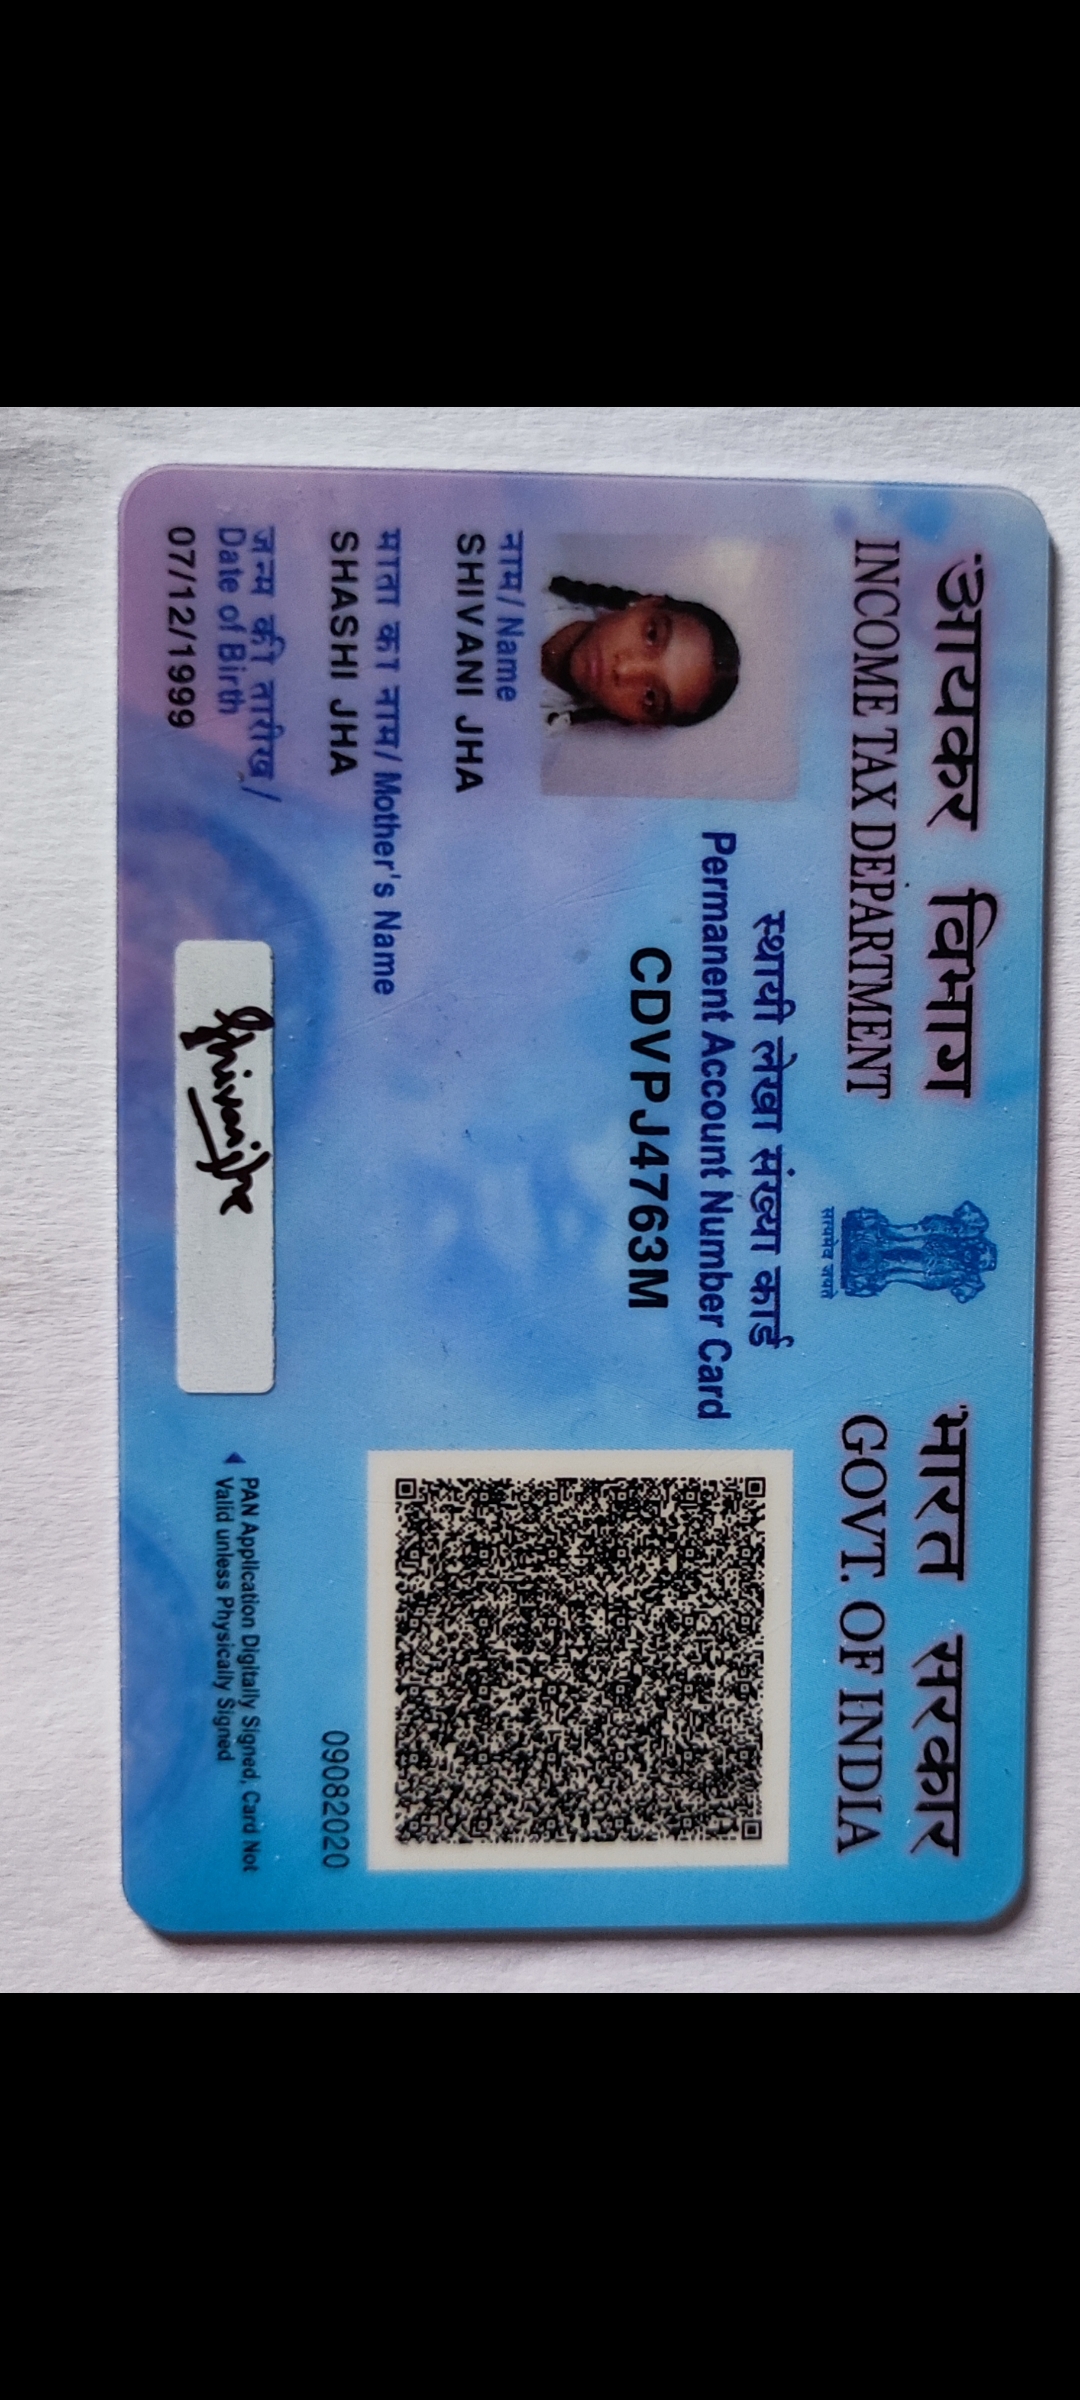 आयकर विभाग
INCOME TAX DEPARTMENT
सत्यमेव जयते
भारत सरकार
GOVT. OF INDIA
स्थायी लेखा संख्या कार्ड
Permanent Account Number Card
CDVPJ4763M
नाम/ Name
SHIVANI JHA
माता का नाम/ Mother's Name
SHASHI JHA
जन्म की तारीख /
Date of Birth
07/12/1999
Shivani Jha
09082020
PAN Application Digitally Signed, Card Not
Valid unless Physically Signed